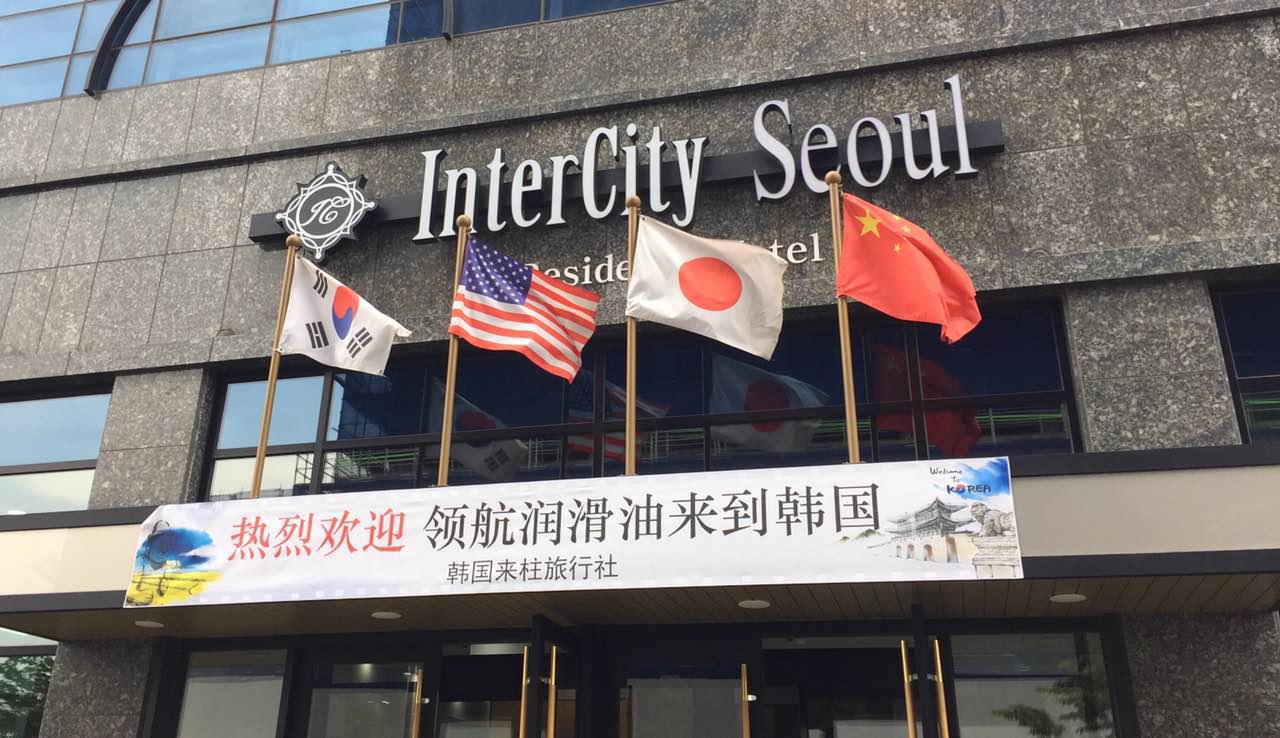 IC
InterCity Seoul
热烈欢迎 领航润滑油来到韩国
韩国来柱旅行社
Welcome
To
KOREA